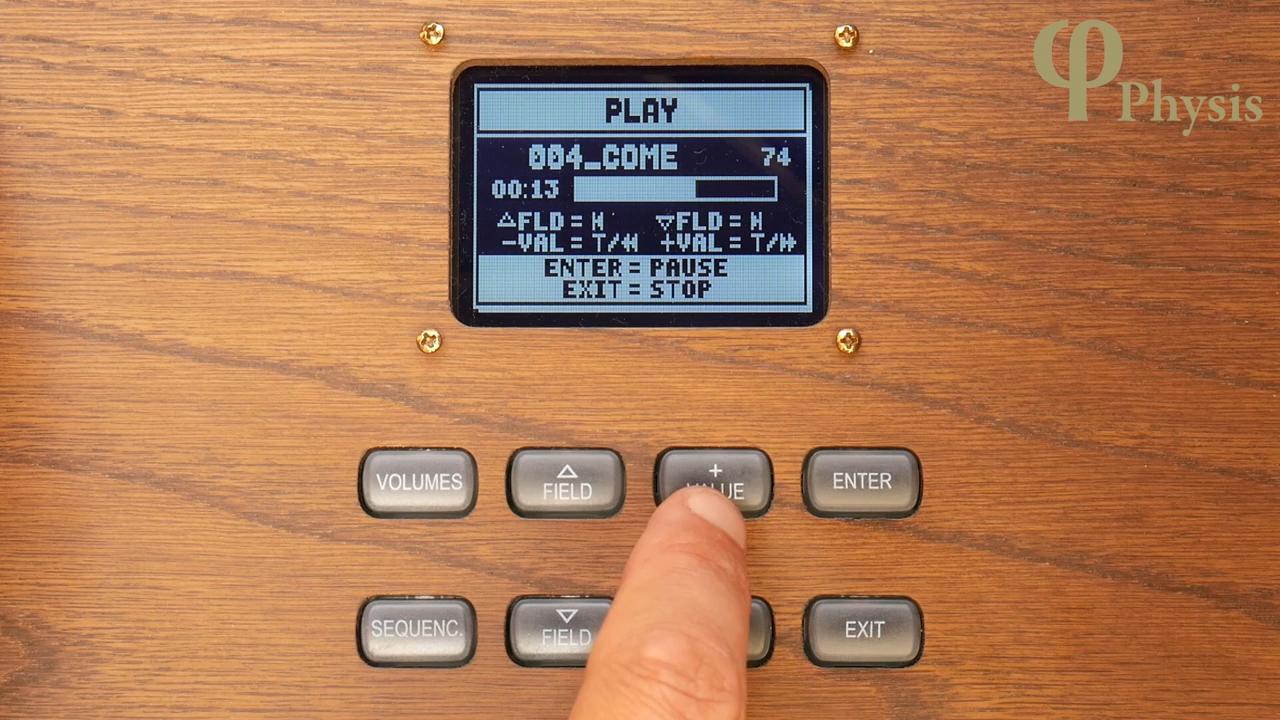 φ Physis
PLAY
004_COME 74
00:13
△FLD = ⏮ ▽FLD = ⏭
-VAL = T/⏪ +VAL = T/⏩
ENTER = PAUSE
EXIT = STOP
VOLUMES
△ FIELD
+ VALUE
ENTER
SEQUENC.
▽ FIELD
EXIT